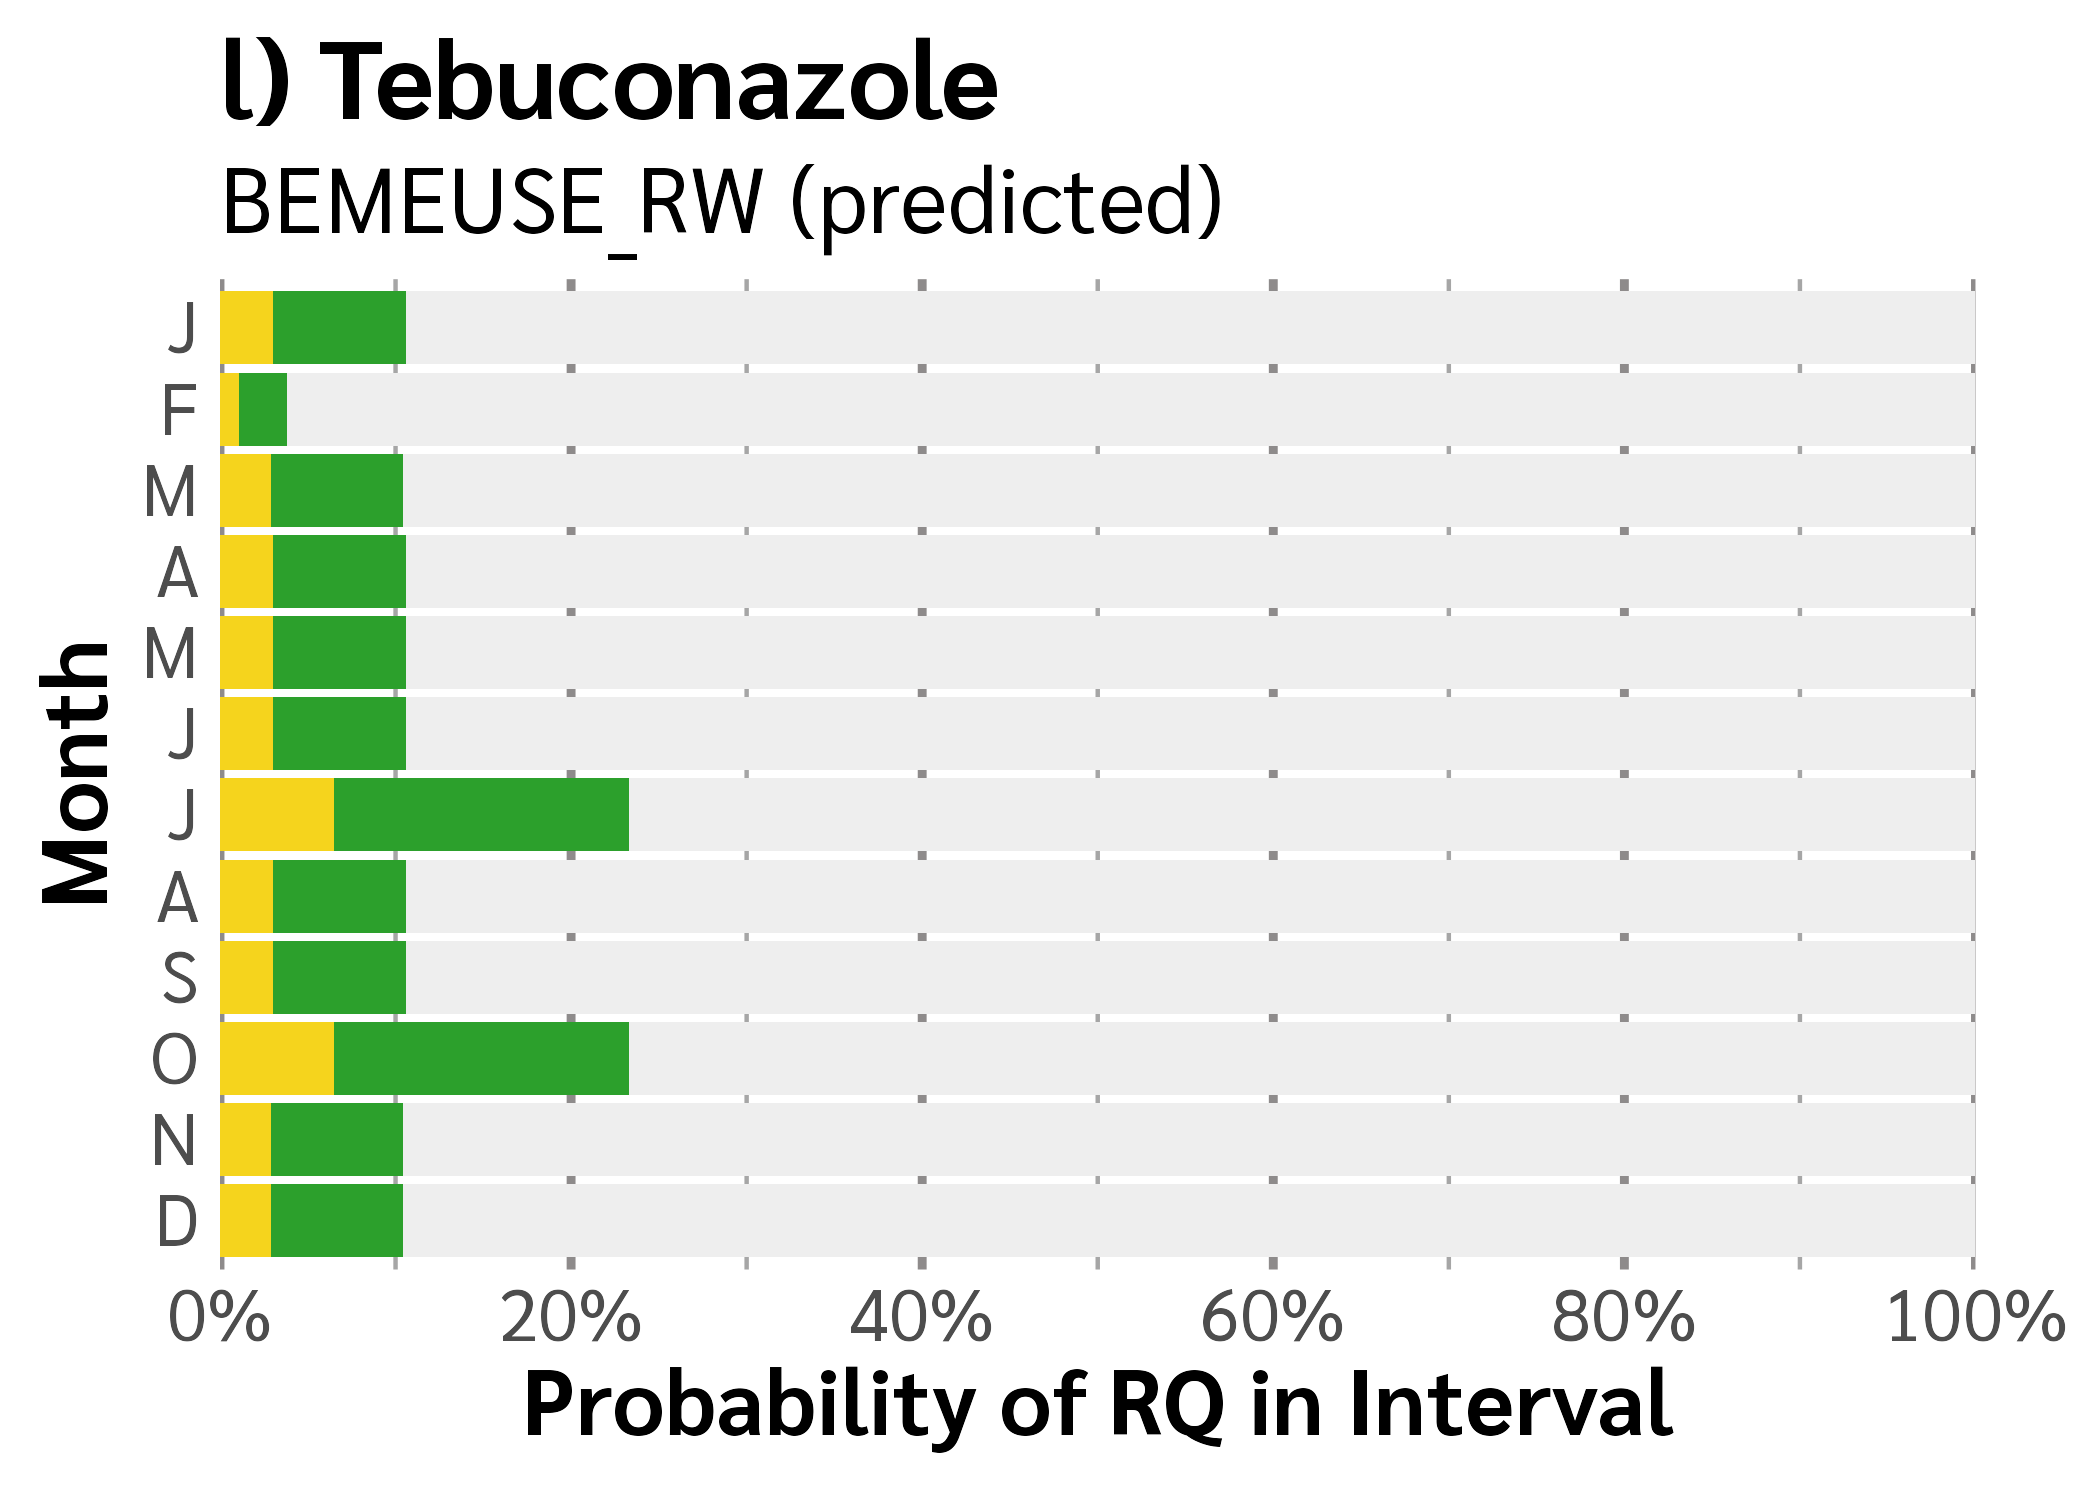 l) Tebuconazole
BEMEUSE_RW (predicted)
Month
J
F
M
A
M
J
J
A
S
O
N
D
0% 20% 40% 60% 80% 100%
Probability of RQ in Interval